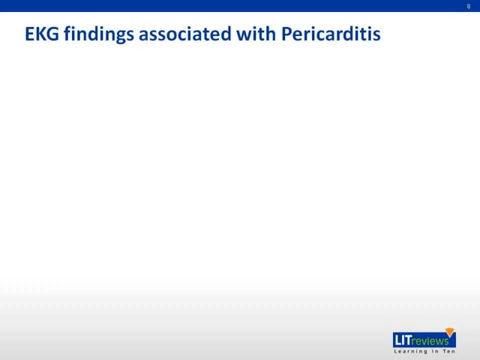 8
EKG findings associated with Pericarditis
LITreviews
Learning in Ten